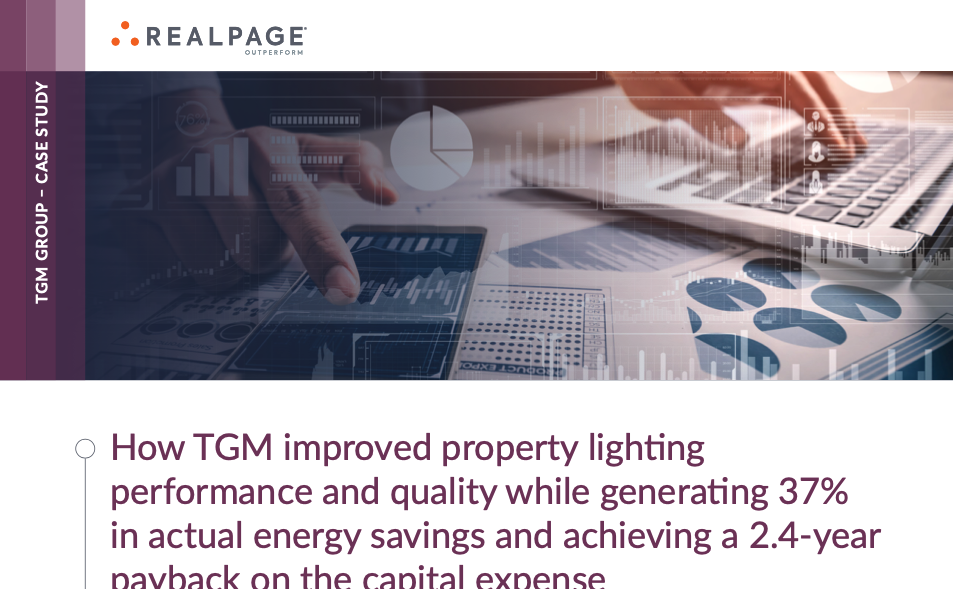 REALPAGE
OUTPERFORM
TGM GROUP – CASE STUDY
How TGM improved property lighting
performance and quality while generating 37%
in actual energy savings and achieving a 2.4-year
payback on the capital expense